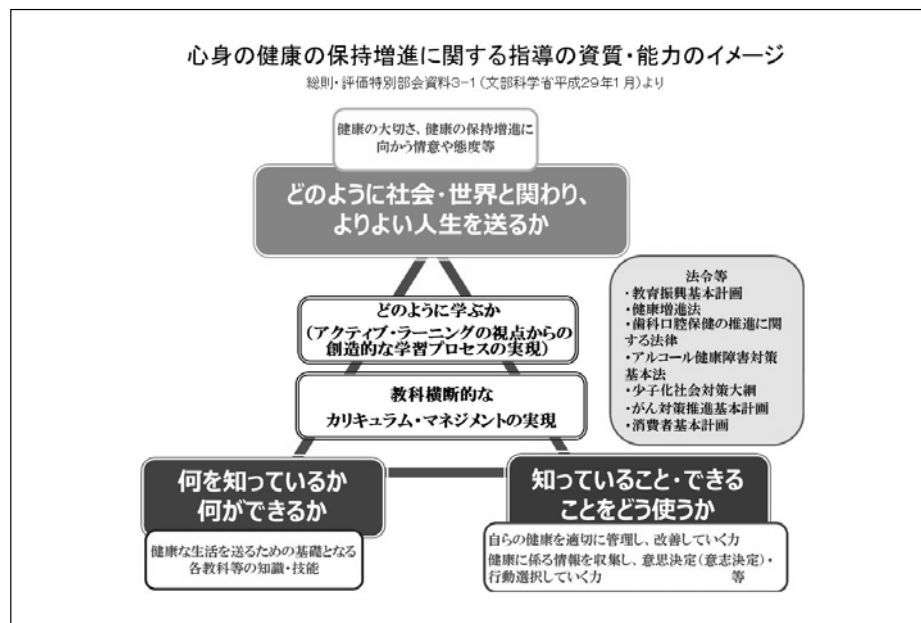 心身の健康の保持増進に関する指導の資質・能力のイメージ
総則・評価特別部会資料3−1(文部科学省平成29年1月)より
健康の大切さ、健康の保持増進に
向かう情意や態度等
どのように社会・世界と関わり、
よりよい人生を送るか
どのように学ぶか
(アクティブ・ラーニングの視点からの
創造的な学習プロセスの実現)
教科横断的な
カリキュラム・マネジメントの実現
法令等
・教育振興基本計画
・健康増進法
・歯科口腔保健の推進に関
する法律
・アルコール健康障害対策
基本法
・少子化社会対策大綱
・がん対策推進基本計画
・消費者基本計画
何を知っているか
何ができるか
健康な生活を送るための基礎となる
各教科等の知識・技能
知っていること・できる
ことをどう使うか
自らの健康を適切に管理し、改善していく力
健康に係る情報を収集し、意思決定(意志決定)・
行動選択していく力 等